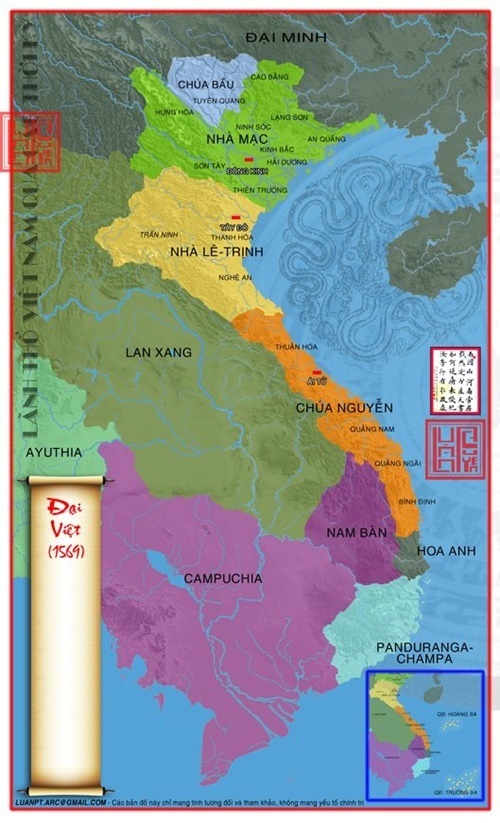 ĐẠI MINH
CHÚA BẦU
CAO BẰNG
TUYÊN QUANG
HƯNG HÓA
LẠNG SƠN
NINH SÓC
AN QUẢNG
NHÀ MẠC
KINH BẮC
SƠN TÂY
HẢI DƯƠNG
ĐÔNG KINH
THIÊN TRƯỜNG
TÂY ĐÔ
TRẤN NINH
THANH HÓA
NHÀ LÊ-TRỊNH
NGHỆ AN
LÃNH THỔ VIỆT NAM QUA
THUẬN HÓA
LAN XANG
ÁI TỬ
CHÚA NGUYỄN
QUẢNG NAM
AYUTHIA
QUẢNG NGÃI
Đại
Việt
(1569)
BÌNH ĐỊNH
NAM BÀN
HOA ANH
CAMPUCHIA
PANDURANGA-
CHAMPA
QĐ. HOÀNG SA
QĐ. TRƯỜNG SA
LUANPT.ARC@GMAIL.COM - Các bản đồ này chỉ mang tính tương đối và tham khảo, không mang yếu tố chính trị